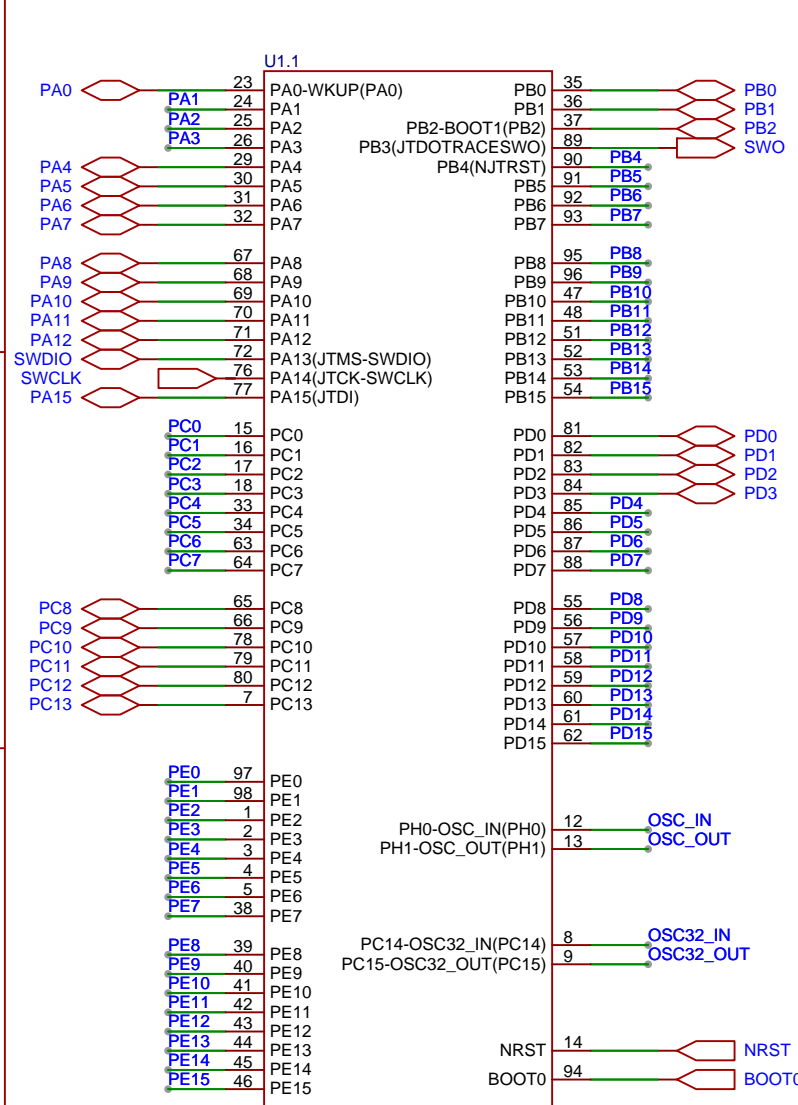 U1.1
PA0 23 PA0-WKUP(PA0) PB0 35 PB0
PA1 24 PA1 PB1 36 PB1
PA2 25 PA2 PB2-BOOT1(PB2) 37 PB2
PA3 26 PA3 PB3(JTDOTRACESWO) 89 SWO
PA4 29 PA4 PB4(NJTRST) 90 PB4
PA5 30 PA5 PB5 91 PB5
PA6 31 PA6 PB6 92 PB6
PA7 32 PA7 PB7 93 PB7
PA8 67 PA8 PB8 95 PB8
PA9 68 PA9 PB9 96 PB9
PA10 69 PA10 PB10 47 PB10
PA11 70 PA11 PB11 48 PB11
PA12 71 PA12 PB12 51 PB12
SWDIO 72 PA13(JTMS-SWDIO) PB13 52 PB13
SWCLK 76 PA14(JTCK-SWCLK) PB14 53 PB14
PA15 77 PA15(JTDI) PB15 54 PB15
PC0 15 PC0 PD0 81 PD0
PC1 16 PC1 PD1 82 PD1
PC2 17 PC2 PD2 83 PD2
PC3 18 PC3 PD3 84 PD3
PC4 33 PC4 PD4 85 PD4
PC5 34 PC5 PD5 86 PD5
PC6 63 PC6 PD6 87 PD6
PC7 64 PC7 PD7 88 PD7
PC8 65 PC8 PD8 55 PD8
PC9 66 PC9 PD9 56 PD9
PC10 78 PC10 PD10 57 PD10
PC11 79 PC11 PD11 58 PD11
PC12 80 PC12 PD12 59 PD12
PC13 7 PC13 PD13 60 PD13
PD14 61 PD14
PD15 62 PD15
PE0 97 PE0
PE1 98 PE1
PE2 1 PE2 PH0-OSC_IN(PH0) 12 OSC_IN
PE3 2 PE3 PH1-OSC_OUT(PH1) 13 OSC_OUT
PE4 3 PE4
PE5 4 PE5
PE6 5 PE6
PE7 38 PE7
PE8 39 PE8 PC14-OSC32_IN(PC14) 8 OSC32_IN
PE9 40 PE9 PC15-OSC32_OUT(PC15) 9 OSC32_OUT
PE10 41 PE10
PE11 42 PE11
PE12 43 PE12
PE13 44 PE13 NRST 14 NRST
PE14 45 PE14 BOOT0 94 BOOT0
PE15 46 PE15